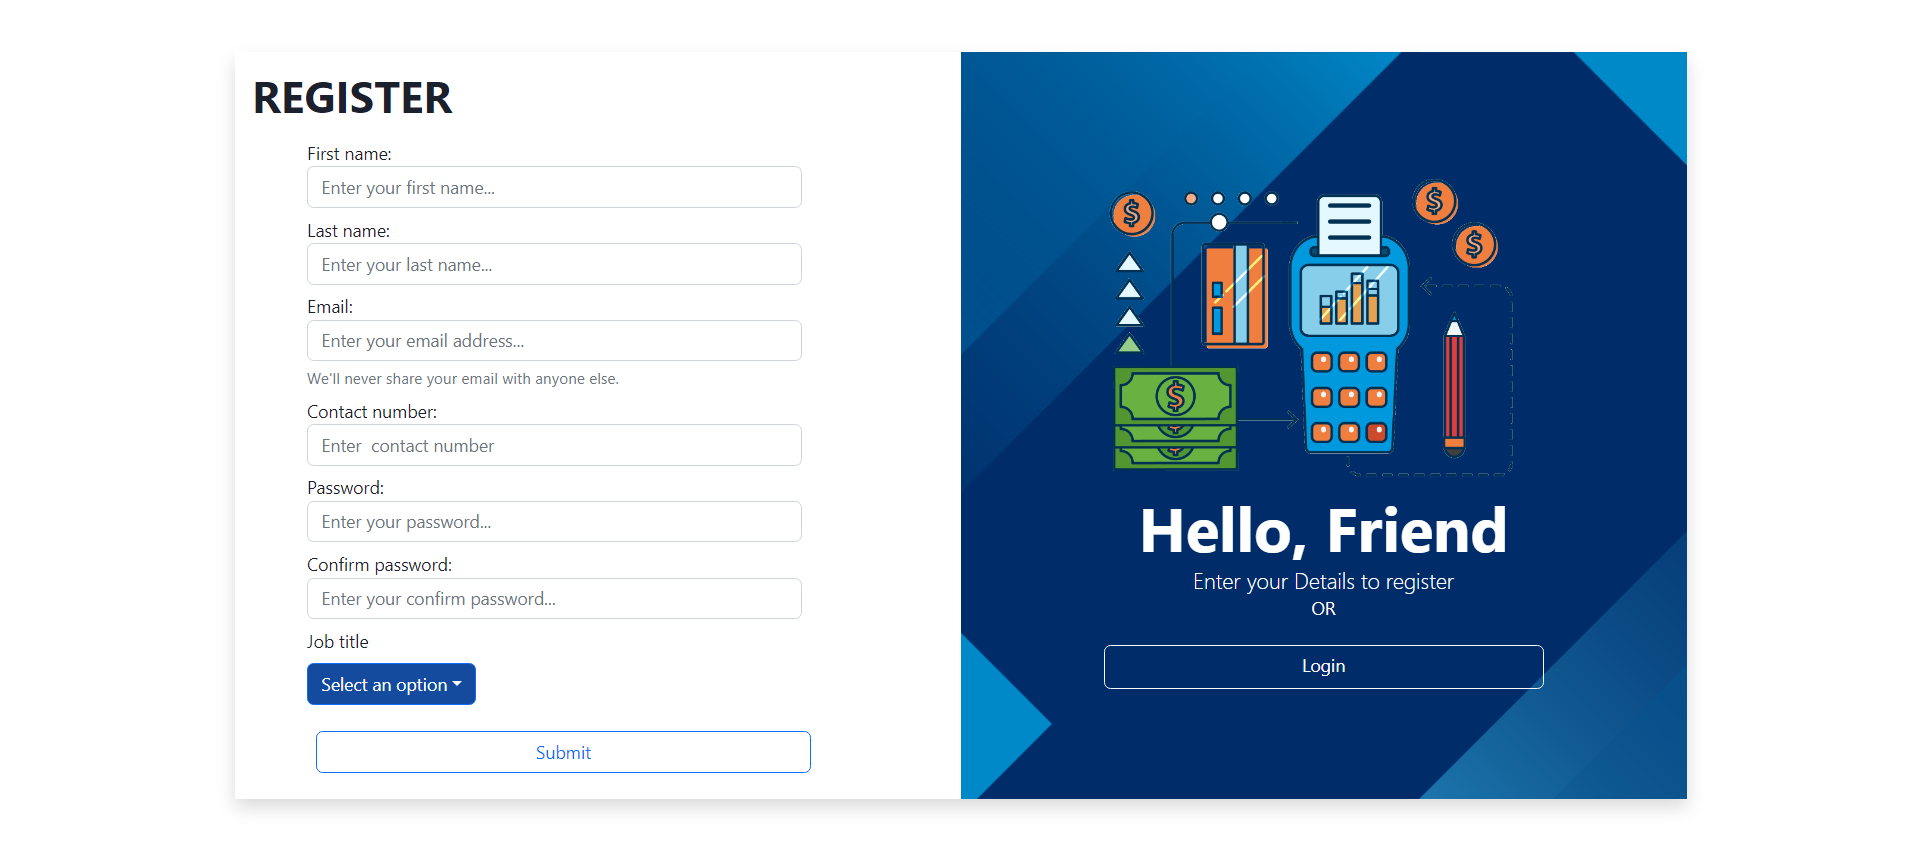 REGISTER
First name:
Enter your first name...
Last name:
Enter your last name...
Email:
Enter your email address...
We'll never share your email with anyone else.
Contact number:
Enter  contact number
Password:
Enter your password...
Confirm password:
Enter your confirm password...
Job title
Select an option
Submit
$
$
$
$
Hello, Friend
Enter your Details to register
OR
Login